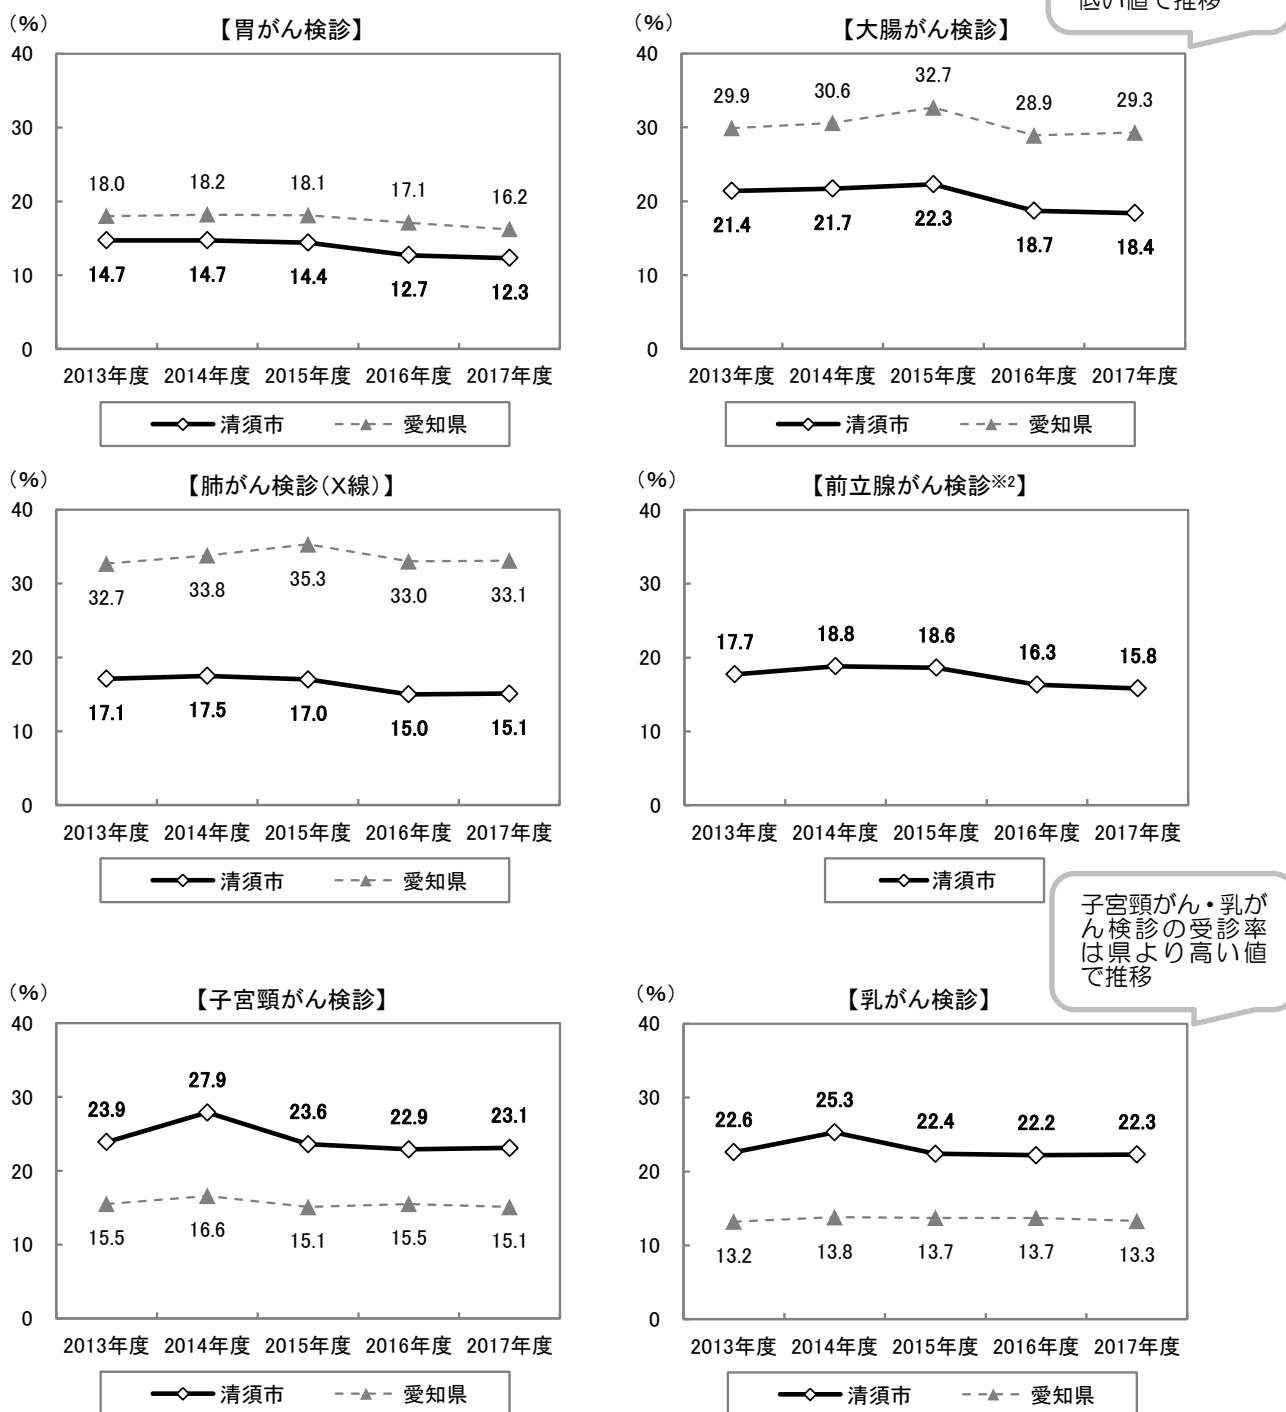 低い値で推移
(%)
【胃がん検診】
40
30
20
10
0
18.0 18.2 18.1 17.1 16.2
14.7 14.7 14.4 12.7 12.3
2013年度 2014年度 2015年度 2016年度 2017年度
清須市 愛知県
(%)
【大腸がん検診】
40
30
20
10
0
29.9 30.6 32.7 28.9 29.3
21.4 21.7 22.3 18.7 18.4
2013年度 2014年度 2015年度 2016年度 2017年度
清須市 愛知県
(%)
【肺がん検診(X線)】
40
30
20
10
0
32.7 33.8 35.3 33.0 33.1
17.1 17.5 17.0 15.0 15.1
2013年度 2014年度 2015年度 2016年度 2017年度
清須市 愛知県
(%)
【前立腺がん検診※2】
40
30
20
10
0
17.7 18.8 18.6 16.3 15.8
2013年度 2014年度 2015年度 2016年度 2017年度
清須市
子宮頸がん・乳が
ん検診の受診率
は県より高い値
で推移
(%)
【子宮頸がん検診】
40
30
20
10
0
23.9 27.9 23.6 22.9 23.1
15.5 16.6 15.1 15.5 15.1
2013年度 2014年度 2015年度 2016年度 2017年度
清須市 愛知県
(%)
【乳がん検診】
40
30
20
10
0
22.6 25.3 22.4 22.2 22.3
13.2 13.8 13.7 13.7 13.3
2013年度 2014年度 2015年度 2016年度 2017年度
清須市 愛知県